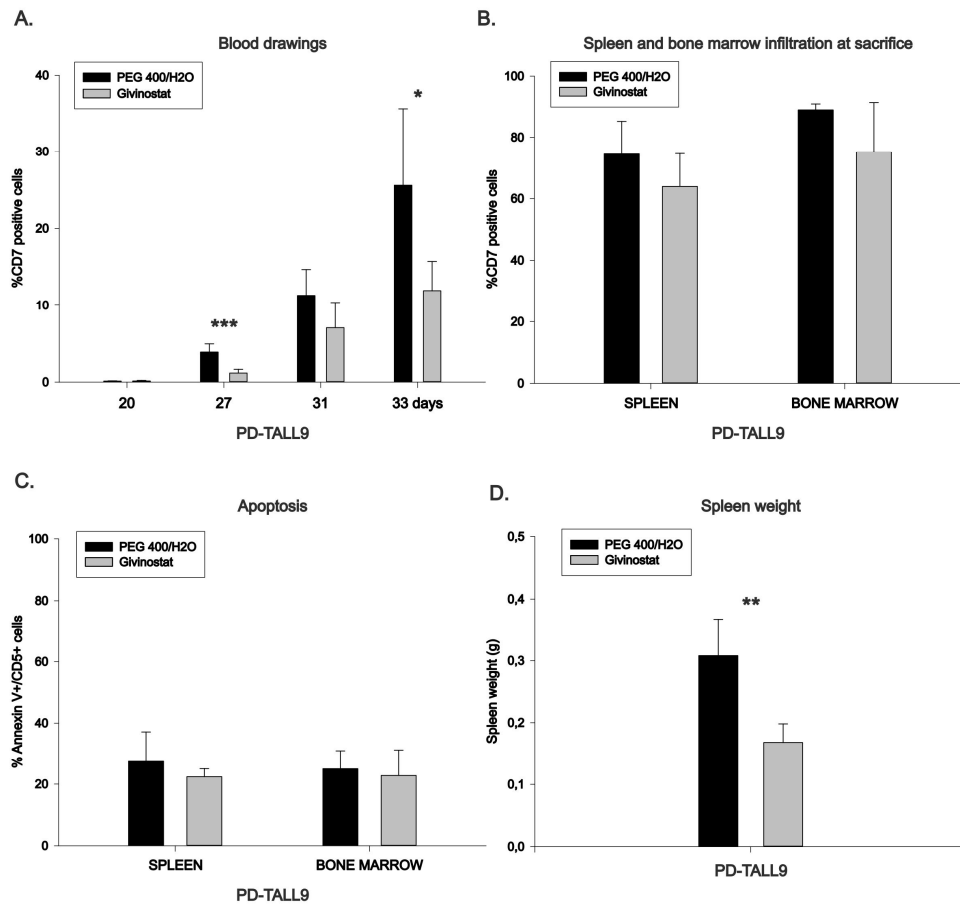 A.
Blood drawings
PEG 400/H2O
Givinostat
%CD7 positive cells
40
30
20
10
0
*
***
20 27 31 33 days
PD-TALL9
B.
Spleen and bone marrow infiltration at sacrifice
PEG 400/H2O
Givinostat
%CD7 positive cells
100
80
60
40
20
0
SPLEEN BONE MARROW
PD-TALL9
C.
Apoptosis
PEG 400/H2O
Givinostat
% Annexin V+/CD5+ cells
100
80
60
40
20
0
SPLEEN BONE MARROW
PD-TALL9
D.
Spleen weight
PEG 400/H2O
Givinostat
Spleen weight (g)
0,5
0,4
0,3
0,2
0,1
0,0
**
PD-TALL9